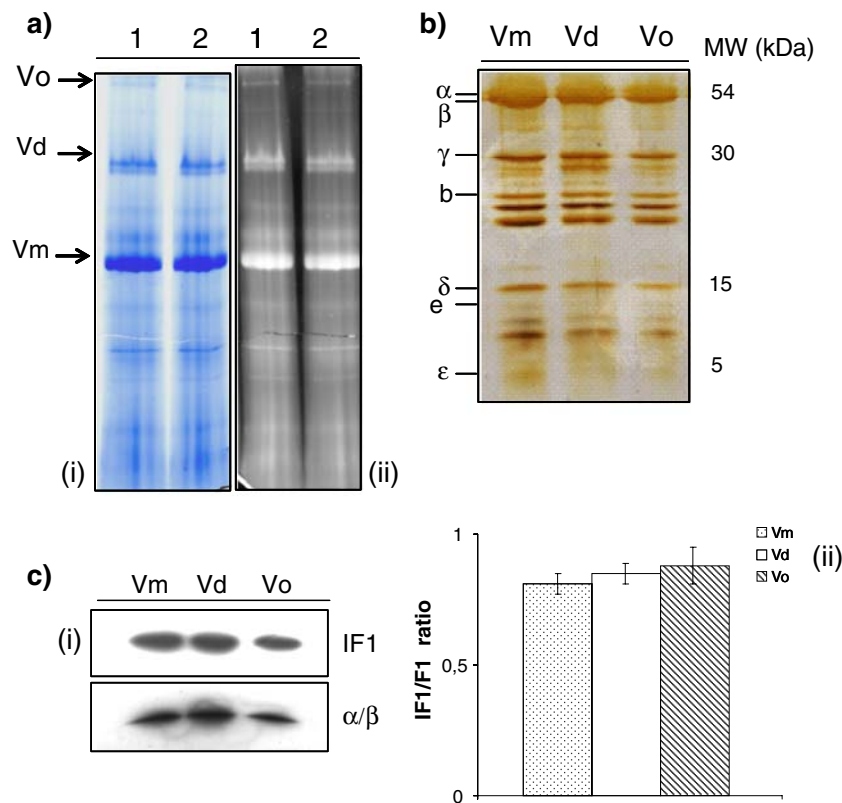 a)
1 2 1 2
Vo
Vd
Vm
(i) (ii)
b)
Vm Vd Vo MW (kDa)
α 54
β
γ 30
b
δ 15
e
ε 5
c)
Vm Vd Vo
(i) IF1
α/β
(ii)
1
0,5
0
IF1/F1 ratio
Vm
Vd
Vo